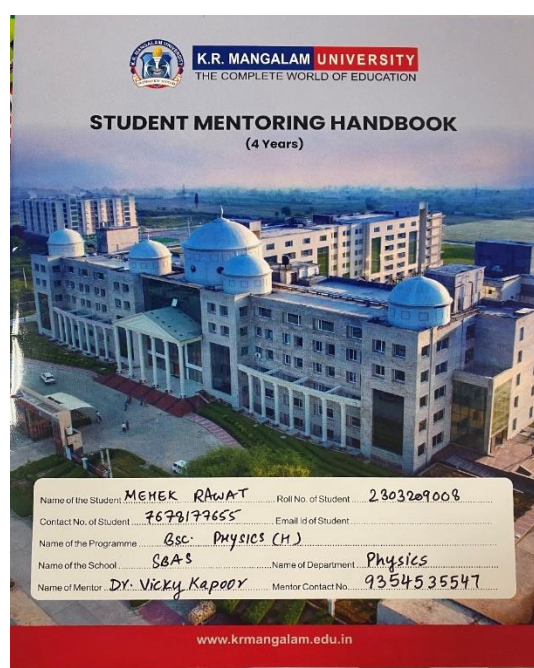 K.R. MANGALAM UNIVERSITY
THE COMPLETE WORLD OF EDUCATION
STUDENT MENTORING HANDBOOK
(4 Years)
Name of the Student MEHEK RAWAT Roll No. of Student 2303209008
Contact No. of Student 7678177655 Email Id of Student
Name of the Programme BSC. PHYSICS (H)
Name of the School SBAS Name of Department Physics
Name of Mentor Dr. Vicky Kapoor Mentor Contact No. 9354535547
www.krmangalam.edu.in